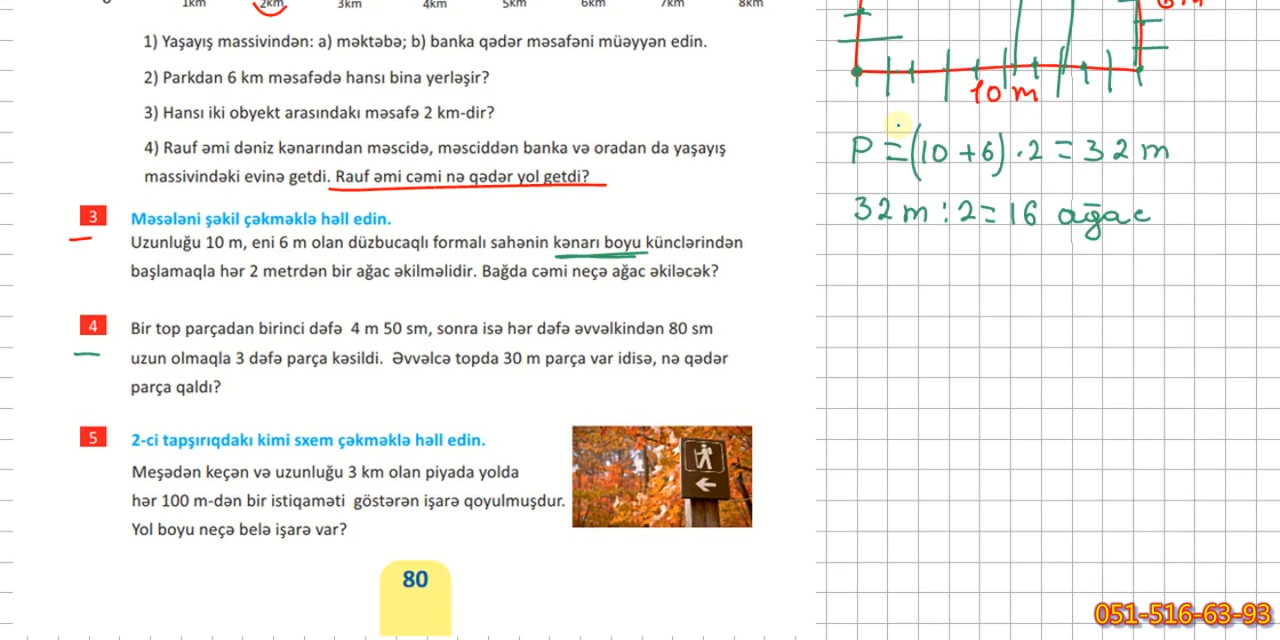 1km 2km 3km 4km 5km 6km 7km 8km
1) Yaşayış massivindən: a) məktəbə; b) banka qədər məsafəni müəyyən edin.
2) Parkdan 6 km məsafədə hansı bina yerləşir?
3) Hansı iki obyekt arasındakı məsafə 2 km-dir?
4) Rauf əmi dəniz kənarından məscidə, məsciddən banka və oradan da yaşayış
massivindəki evinə getdi. Rauf əmi cəmi nə qədər yol getdi?
3 Məsələni şəkil çəkməklə həll edin.
Uzunluğu 10 m, eni 6 m olan düzbucaqlı formalı sahənin kənarı boyu künclərindən
başlamaqla hər 2 metrdən bir ağac əkilməlidir. Bağda cəmi neçə ağac əkiləcək?
4 Bir top parçadan birinci dəfə 4 m 50 sm, sonra isə hər dəfə əvvəlkindən 80 sm
uzun olmaqla 3 dəfə parça kəsildi. Əvvəlcə topda 30 m parça var idisə, nə qədər
parça qaldı?
5 2-ci tapşırıqdakı kimi sxem çəkməklə həll edin.
Meşədən keçən və uzunluğu 3 km olan piyada yolda
hər 100 m-dən bir istiqaməti göstərən işarə qoyulmuşdur.
Yol boyu neçə belə işarə var?
80
10 m
P = (10 + 6) · 2 = 32 m
32 m : 2 = 16 ağac
051-516-63-93